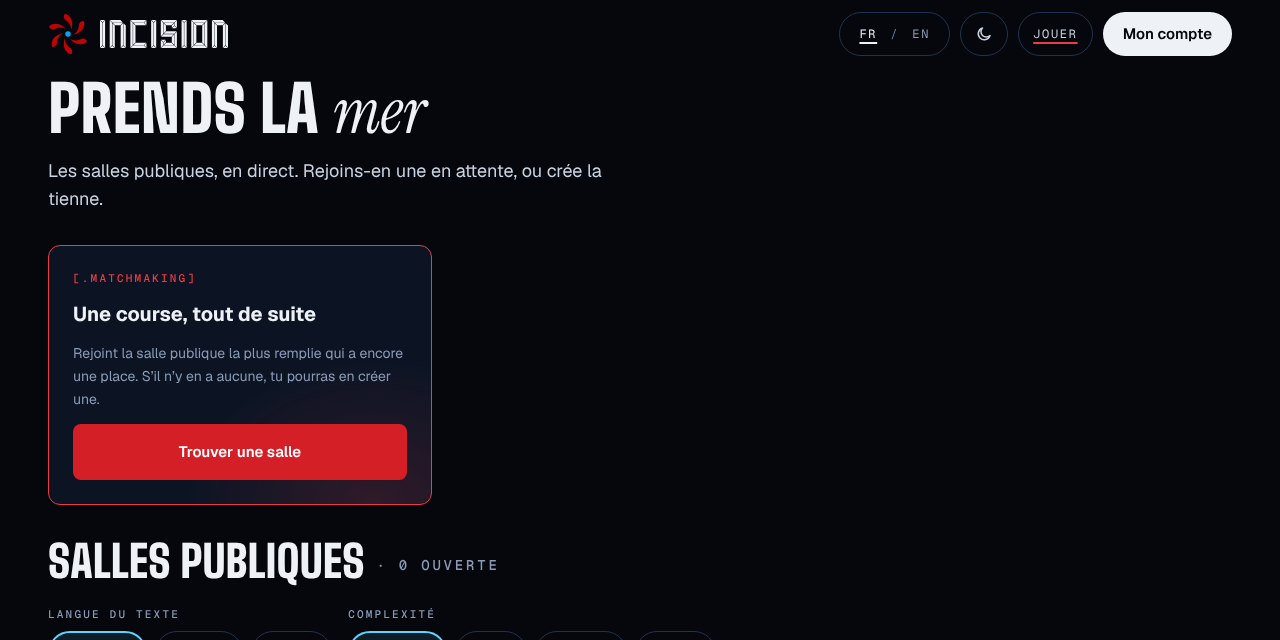 INCISION
FR / EN
JOUER
Mon compte
PRENDS LA mer
Les salles publiques, en direct. Rejoins-en une en attente, ou crée la
tienne.
[.MATCHMAKING]
Une course, tout de suite
Rejoint la salle publique la plus remplie qui a encore
une place. S’il n’y en a aucune, tu pourras en créer
une.
Trouver une salle
SALLES PUBLIQUES · 0 OUVERTE
LANGUE DU TEXTE
COMPLEXITÉ